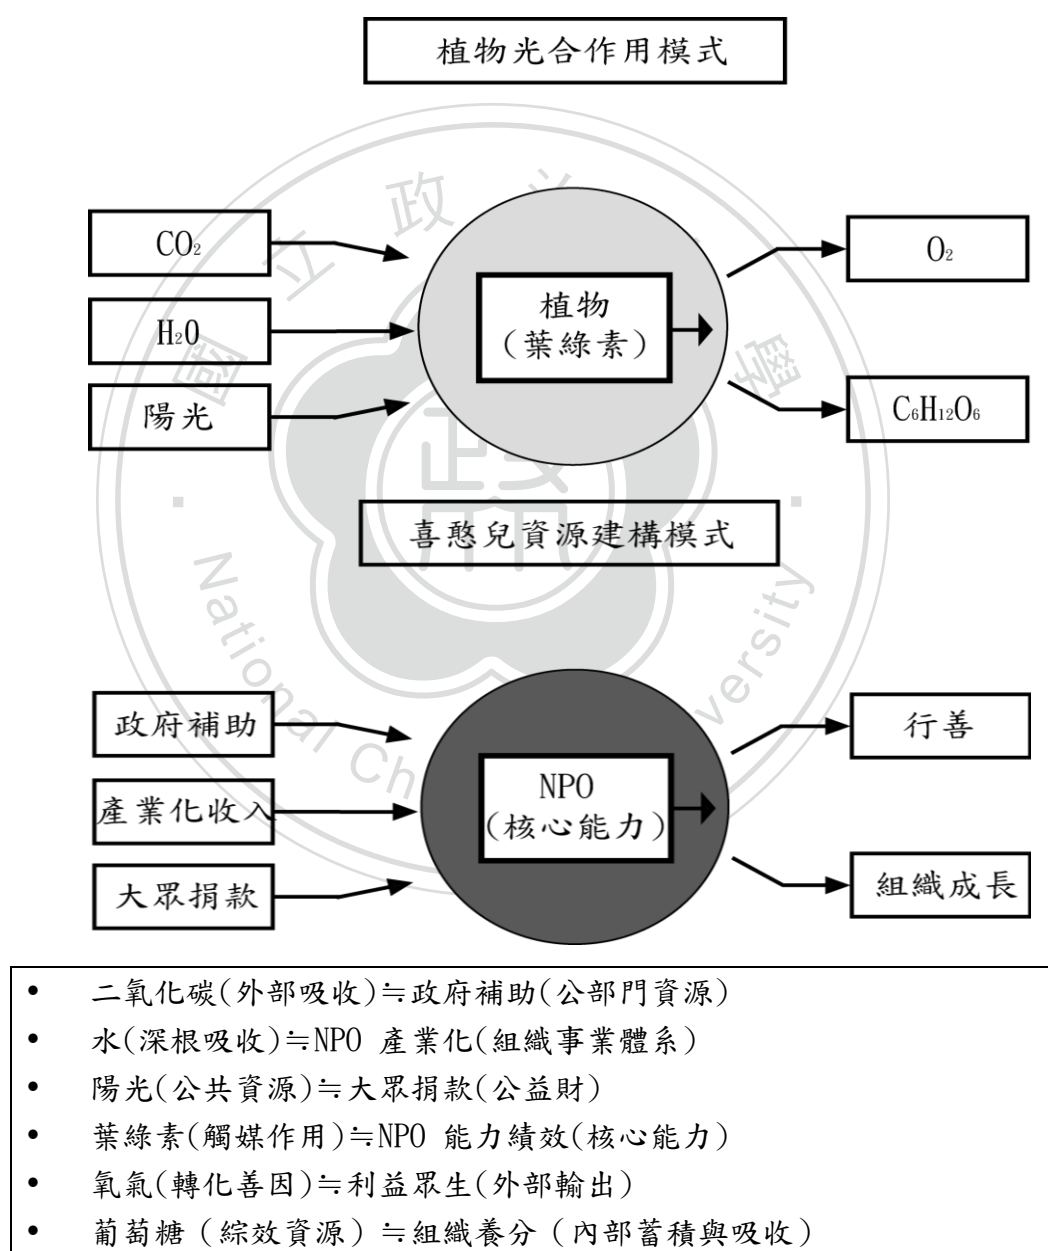 植物光合作用模式
CO₂
H₂O
陽光
植物
(葉綠素)
O₂
C₆H₁₂O₆
喜憨兒資源建構模式
政府補助
產業化收入
大眾捐款
NPO
(核心能力)
行善
組織成長
• 二氧化碳(外部吸收)≒政府補助(公部門資源)
• 水(深根吸收)≒NPO 產業化(組織事業體系)
• 陽光(公共資源)≒大眾捐款(公益財)
• 葉綠素(觸媒作用)≒NPO 能力績效(核心能力)
• 氧氣(轉化善因)≒利益眾生(外部輸出)
• 葡萄糖（綜效資源）≒組織養分（內部蓄積與吸收）
國立政
學
National Ch
versity